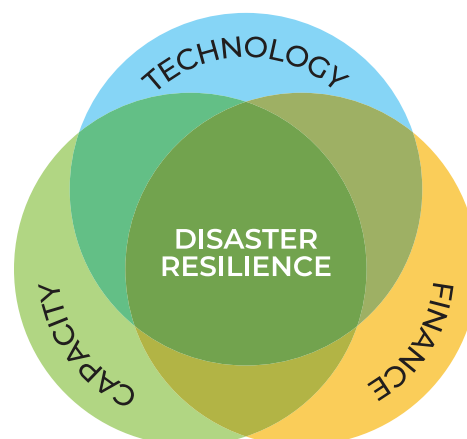 TECHNOLOGY
DISASTER
RESILIENCE
CAPACITY
FINANCE